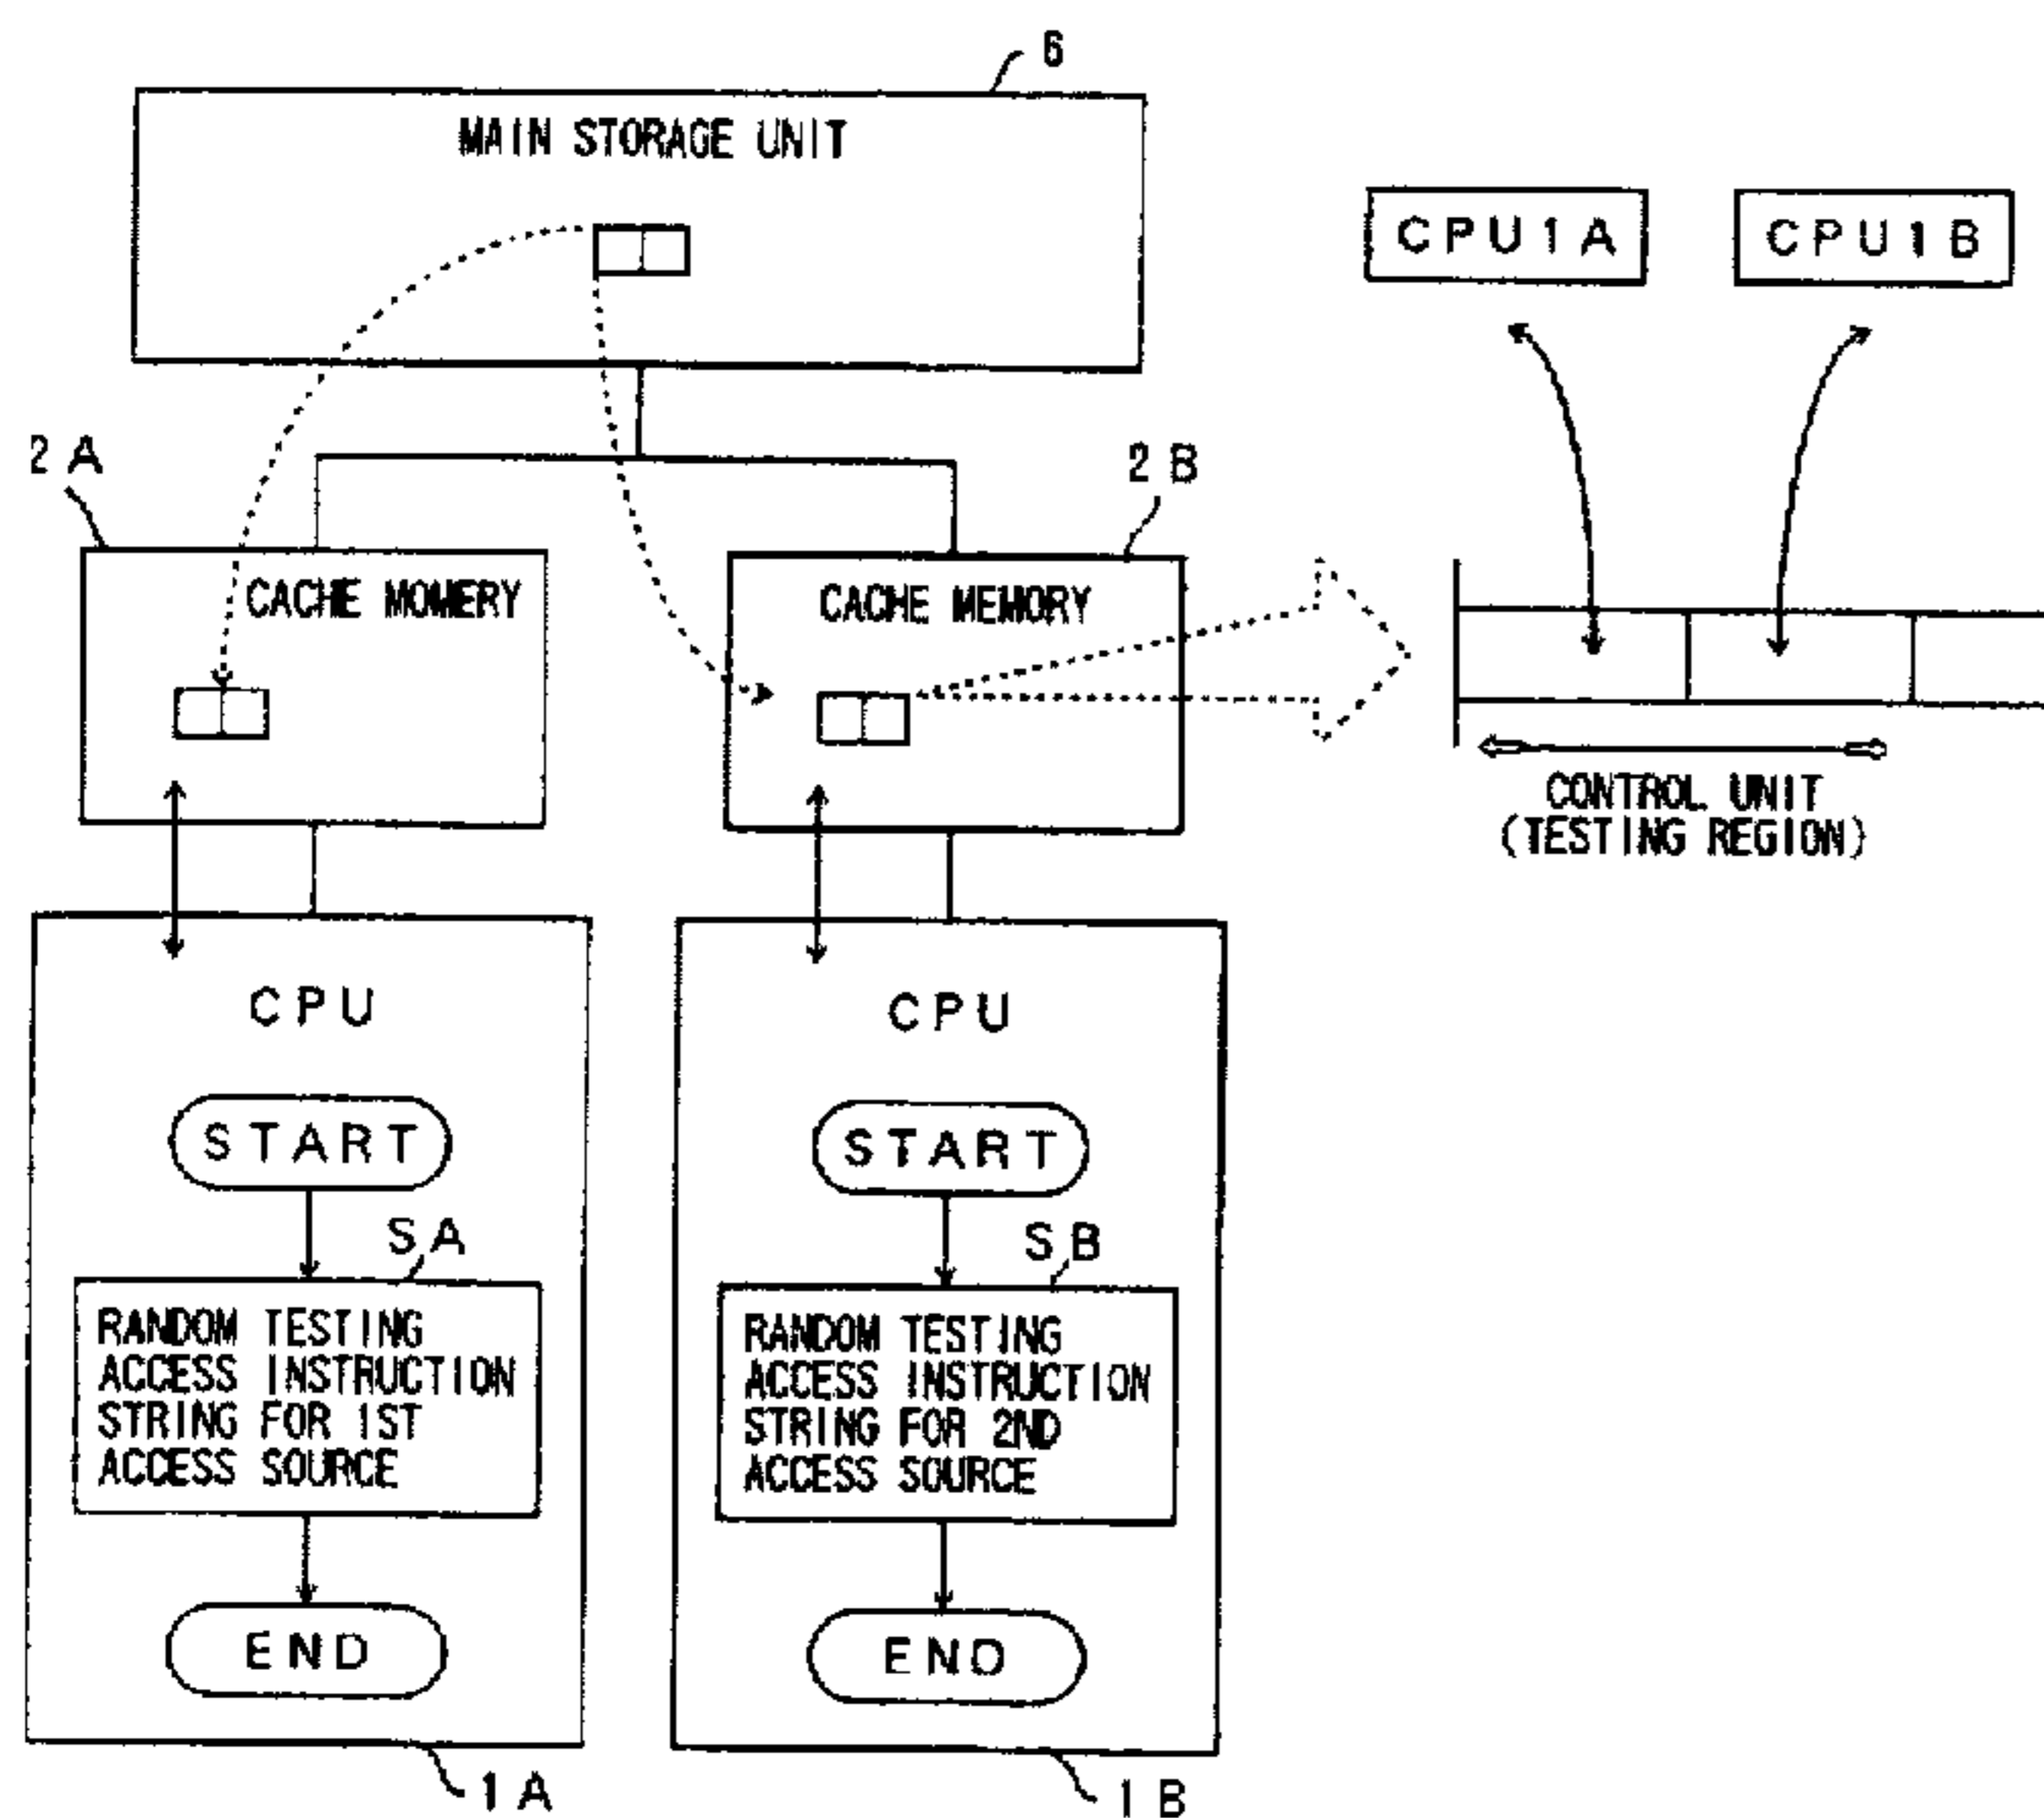 6
MAIN STORAGE UNIT
CPU1A
CPU1B
2A
2B
CACHE MOMERY
CACHE MEMORY
CONTROL UNIT
(TESTING REGION)
CPU
START
SA
RANDOM TESTING
ACCESS INSTRUCTION
STRING FOR 1ST
ACCESS SOURCE
END
1A
CPU
START
SB
RANDOM TESTING
ACCESS INSTRUCTION
STRING FOR 2ND
ACCESS SOURCE
END
1B